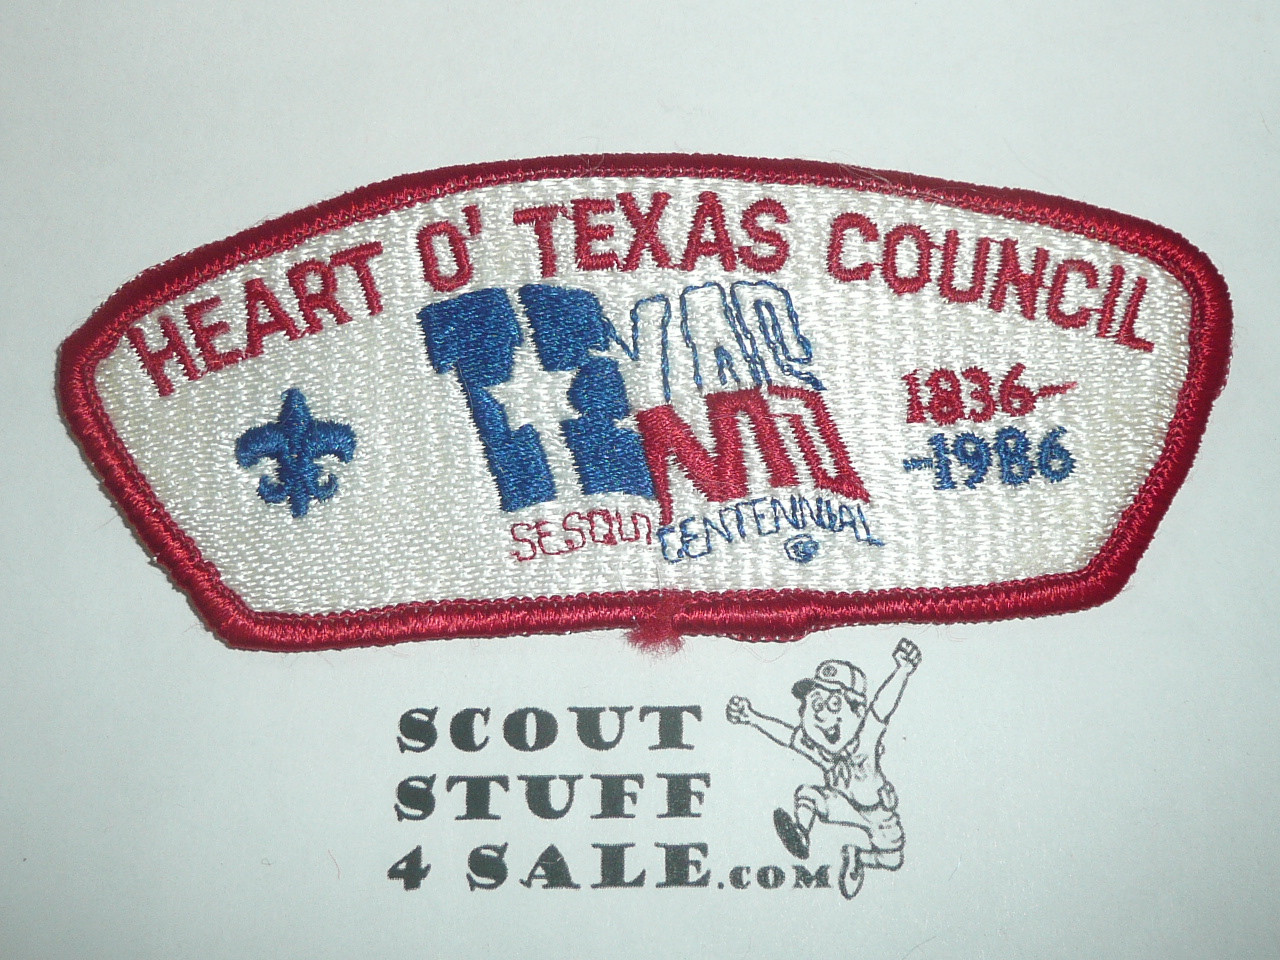 HEART O' TEXAS COUNCIL
TEXAS
1836-
-1986
SESQUICENTENNIAL
SCOUT
STUFF
4 SALE.COM